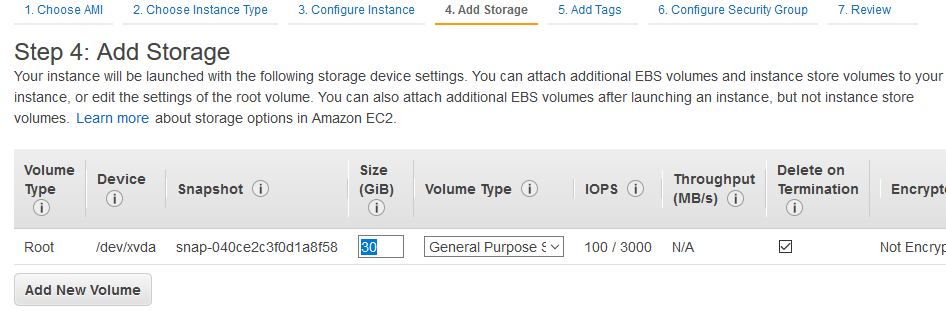 1. Choose AMI 2. Choose Instance Type 3. Configure Instance 4. Add Storage 5. Add Tags 6. Configure Security Group 7. Review
Step 4: Add Storage
Your instance will be launched with the following storage device settings. You can attach additional EBS volumes and instance store volumes to your
instance, or edit the settings of the root volume. You can also attach additional EBS volumes after launching an instance, but not instance store
volumes. Learn more about storage options in Amazon EC2.
Volume Type i Device i Snapshot i Size (GiB) i Volume Type i IOPS i Throughput (MB/s) i Delete on Termination i Encrypt
Root /dev/xvda snap-040ce2c3f0d1a8f58 30 General Purpose S 100 / 3000 N/A Not Encryp
Add New Volume